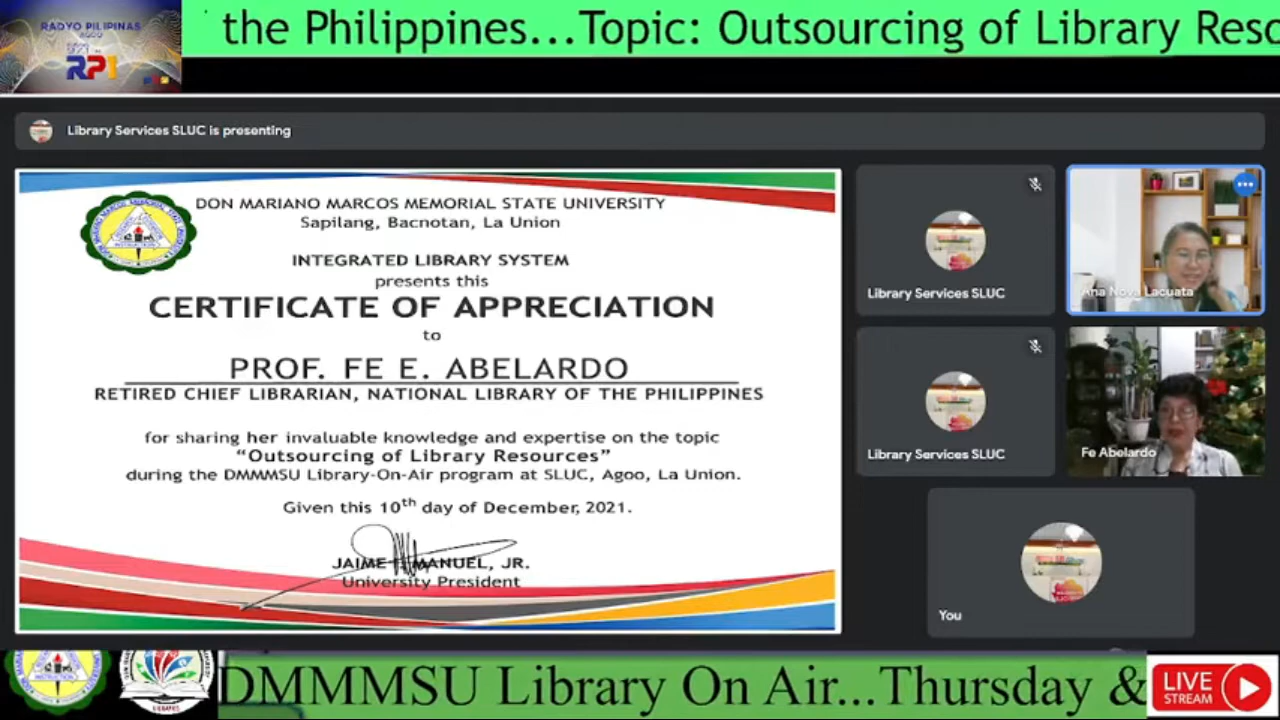 the Philippines...Topic: Outsourcing of Library Reso
RADYO PILIPINAS
AGOO
RP1
Library Services SLUC is presenting
DON MARIANO MARCOS MEMORIAL STATE UNIVERSITY
Sapilang, Bacnotan, La Union
INTEGRATED LIBRARY SYSTEM
presents this
CERTIFICATE OF APPRECIATION
to
PROF. FE E. ABELARDO
RETIRED CHIEF LIBRARIAN, NATIONAL LIBRARY OF THE PHILIPPINES
for sharing her invaluable knowledge and expertise on the topic
“Outsourcing of Library Resources”
during the DMMMSU Library-On-Air program at SLUC, Agoo, La Union.
Given this 10th day of December, 2021.
JAIME MANUEL, JR.
University President
Library Services SLUC
Ana Nova Lacuata
Library Services SLUC
Fe Abelardo
You
DMMMSU Library On Air...Thursday &
LIVE
STREAM